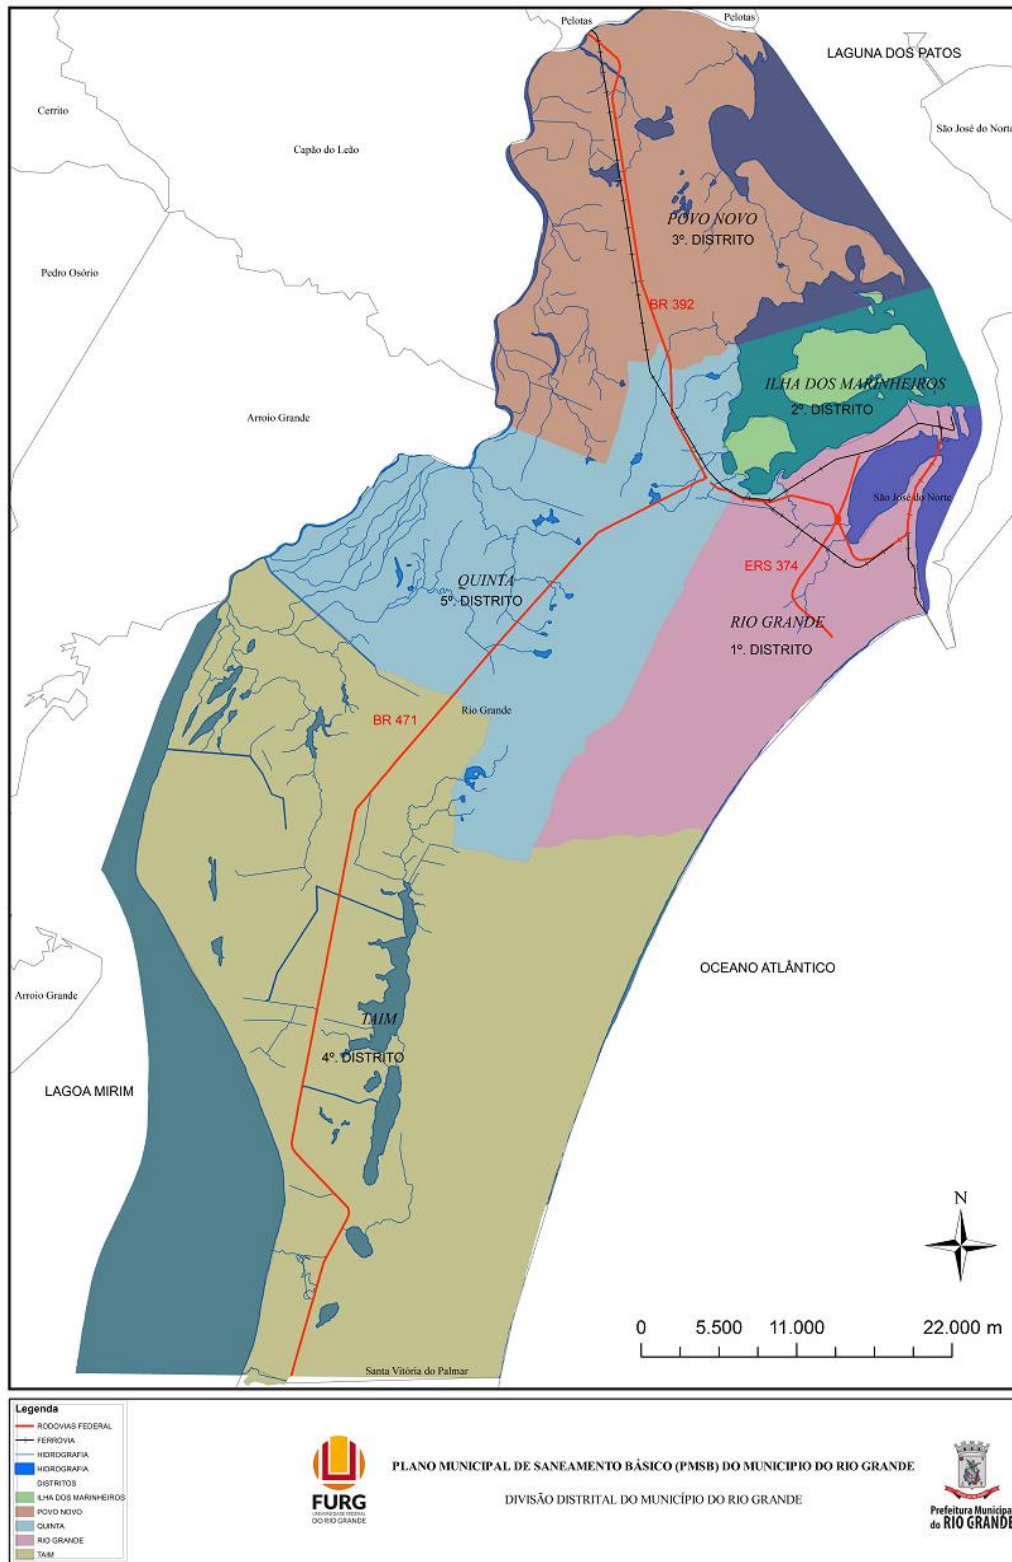 Pelotas
Pelotas
LAGUNA DOS PATOS
Cerrito
São José do Norte
Capão do Leão
POVO NOVO
3º. DISTRITO
Pedro Osório
BR 392
ILHA DOS MARINHEIROS
2º. DISTRITO
Arroio Grande
São José do Norte
ERS 374
QUINTA
5º. DISTRITO
RIO GRANDE
1º. DISTRITO
Rio Grande
BR 471
OCEANO ATLÂNTICO
Arroio Grande
TAIM
4º. DISTRITO
LAGOA MIRIM
N
0 5.500 11.000 22.000 m
Santa Vitória do Palmar
Legenda
RODOVIAS FEDERAL
FERROVIA
HIDROGRAFIA
HIDROGRAFIA
DISTRITOS
ILHA DOS MARINHEIROS
POVO NOVO
QUINTA
RIO GRANDE
TAIM
FURG
UNIVERSIDADE FEDERAL
DO RIO GRANDE
PLANO MUNICIPAL DE SANEAMENTO BÁSICO (PMSB) DO MUNICIPIO DO RIO GRANDE
DIVISÃO DISTRITAL DO MUNICÍPIO DO RIO GRANDE
Prefeitura Municipal
do RIO GRANDE